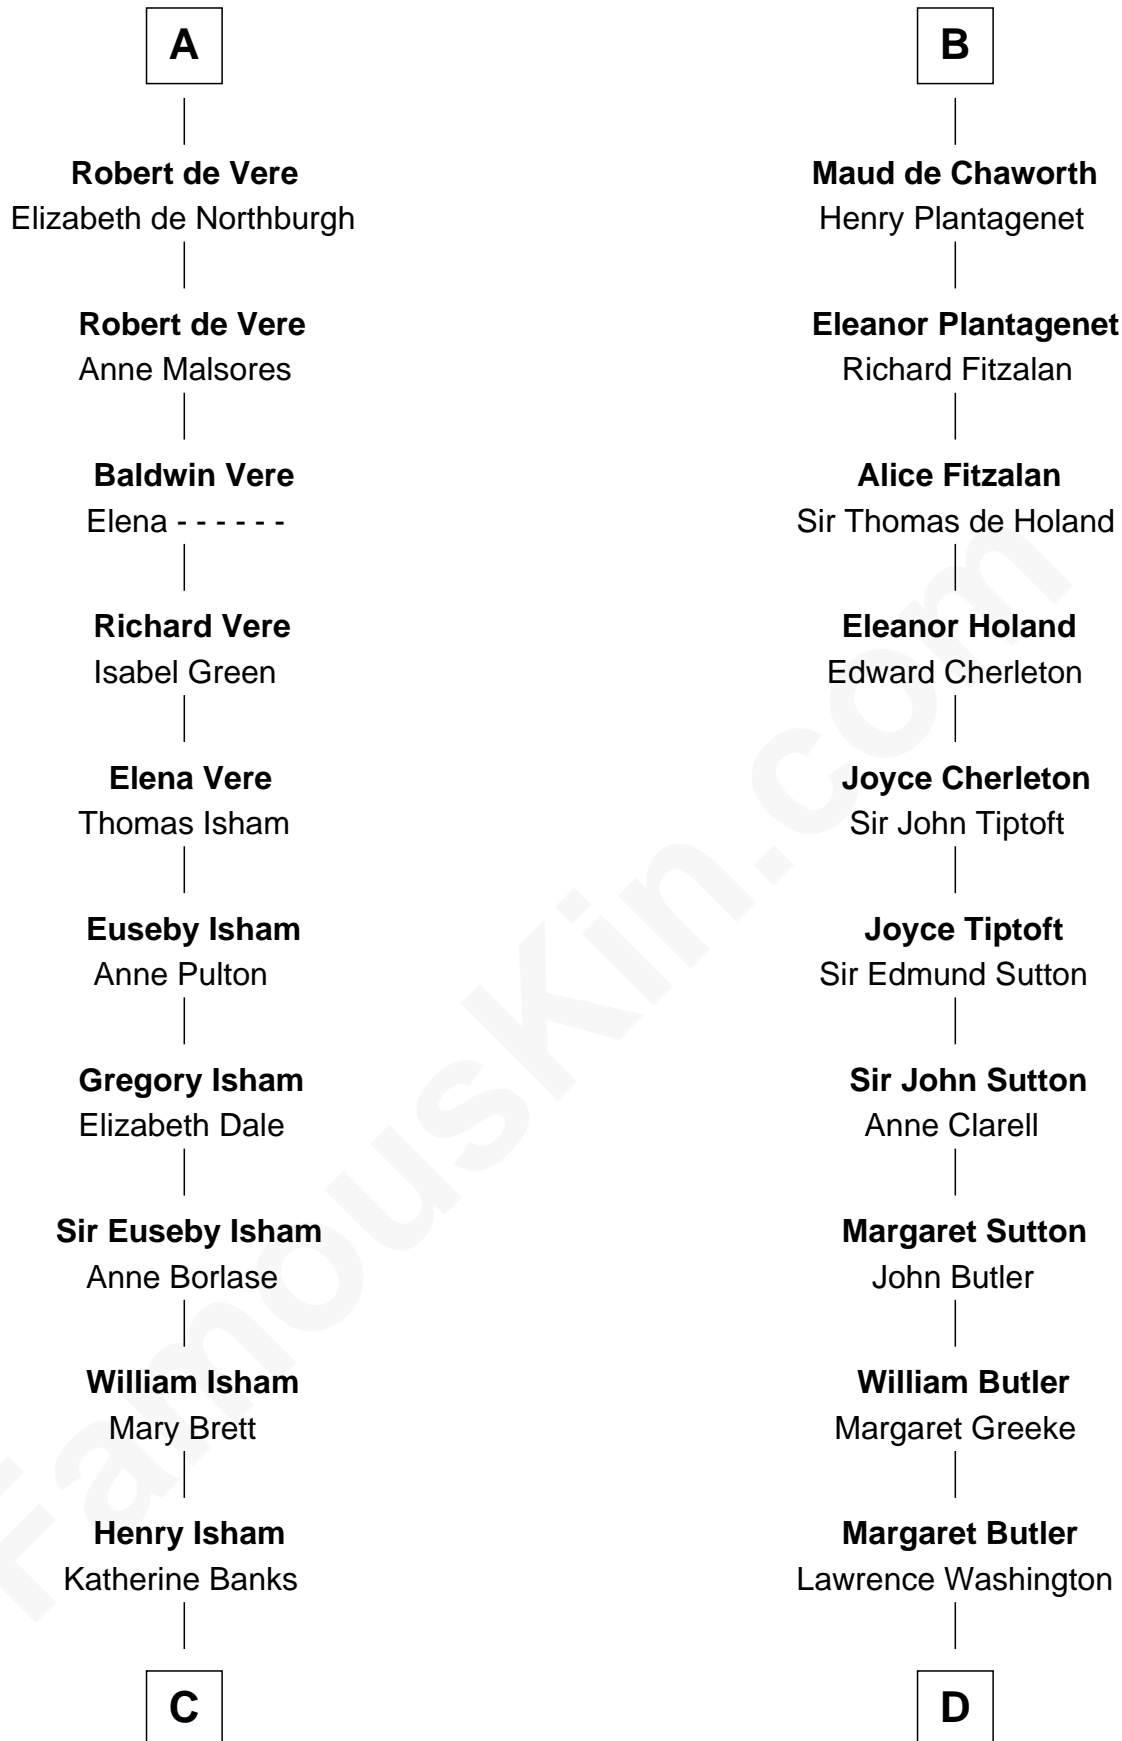 A
Robert de Vere
Elizabeth de Northburgh
Robert de Vere
Anne Malsores
Baldwin Vere
Elena - - - - - -
Richard Vere
Isabel Green
Elena Vere
Thomas Isham
Euseby Isham
Anne Pulton
Gregory Isham
Elizabeth Dale
Sir Euseby Isham
Anne Borlase
William Isham
Mary Brett
Henry Isham
Katherine Banks
C
B
Maud de Chaworth
Henry Plantagenet
Eleanor Plantagenet
Richard Fitzalan
Alice Fitzalan
Sir Thomas de Holand
Eleanor Holand
Edward Cherleton
Joyce Cherleton
Sir John Tiptoft
Joyce Tiptoft
Sir Edmund Sutton
Sir John Sutton
Anne Clarell
Margaret Sutton
John Butler
William Butler
Margaret Greeke
Margaret Butler
Lawrence Washington
D
FamousKin.com